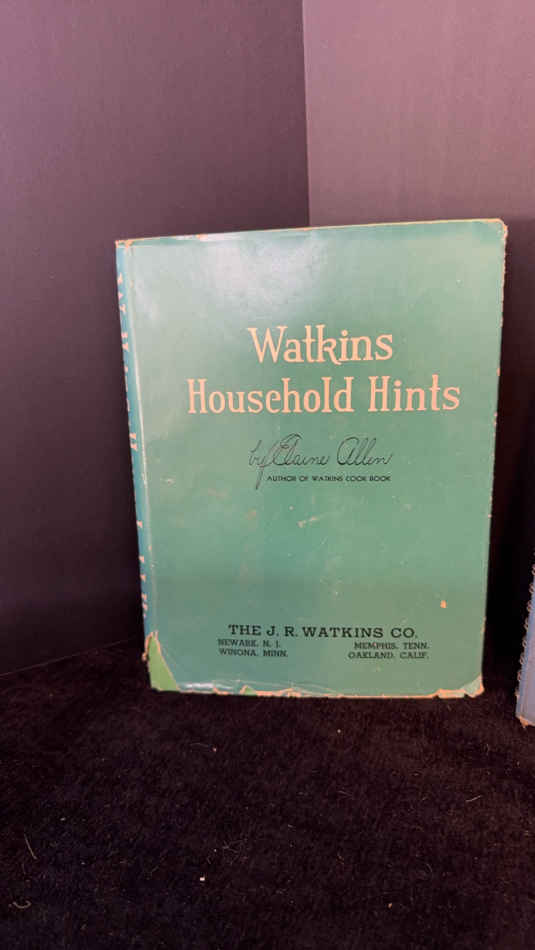 Watkins
Household Hints
by Elaine Allen
AUTHOR OF WATKINS COOK BOOK
THE J. R. WATKINS CO.
NEWARK, N. J. MEMPHIS, TENN.
WINONA, MINN. OAKLAND, CALIF.